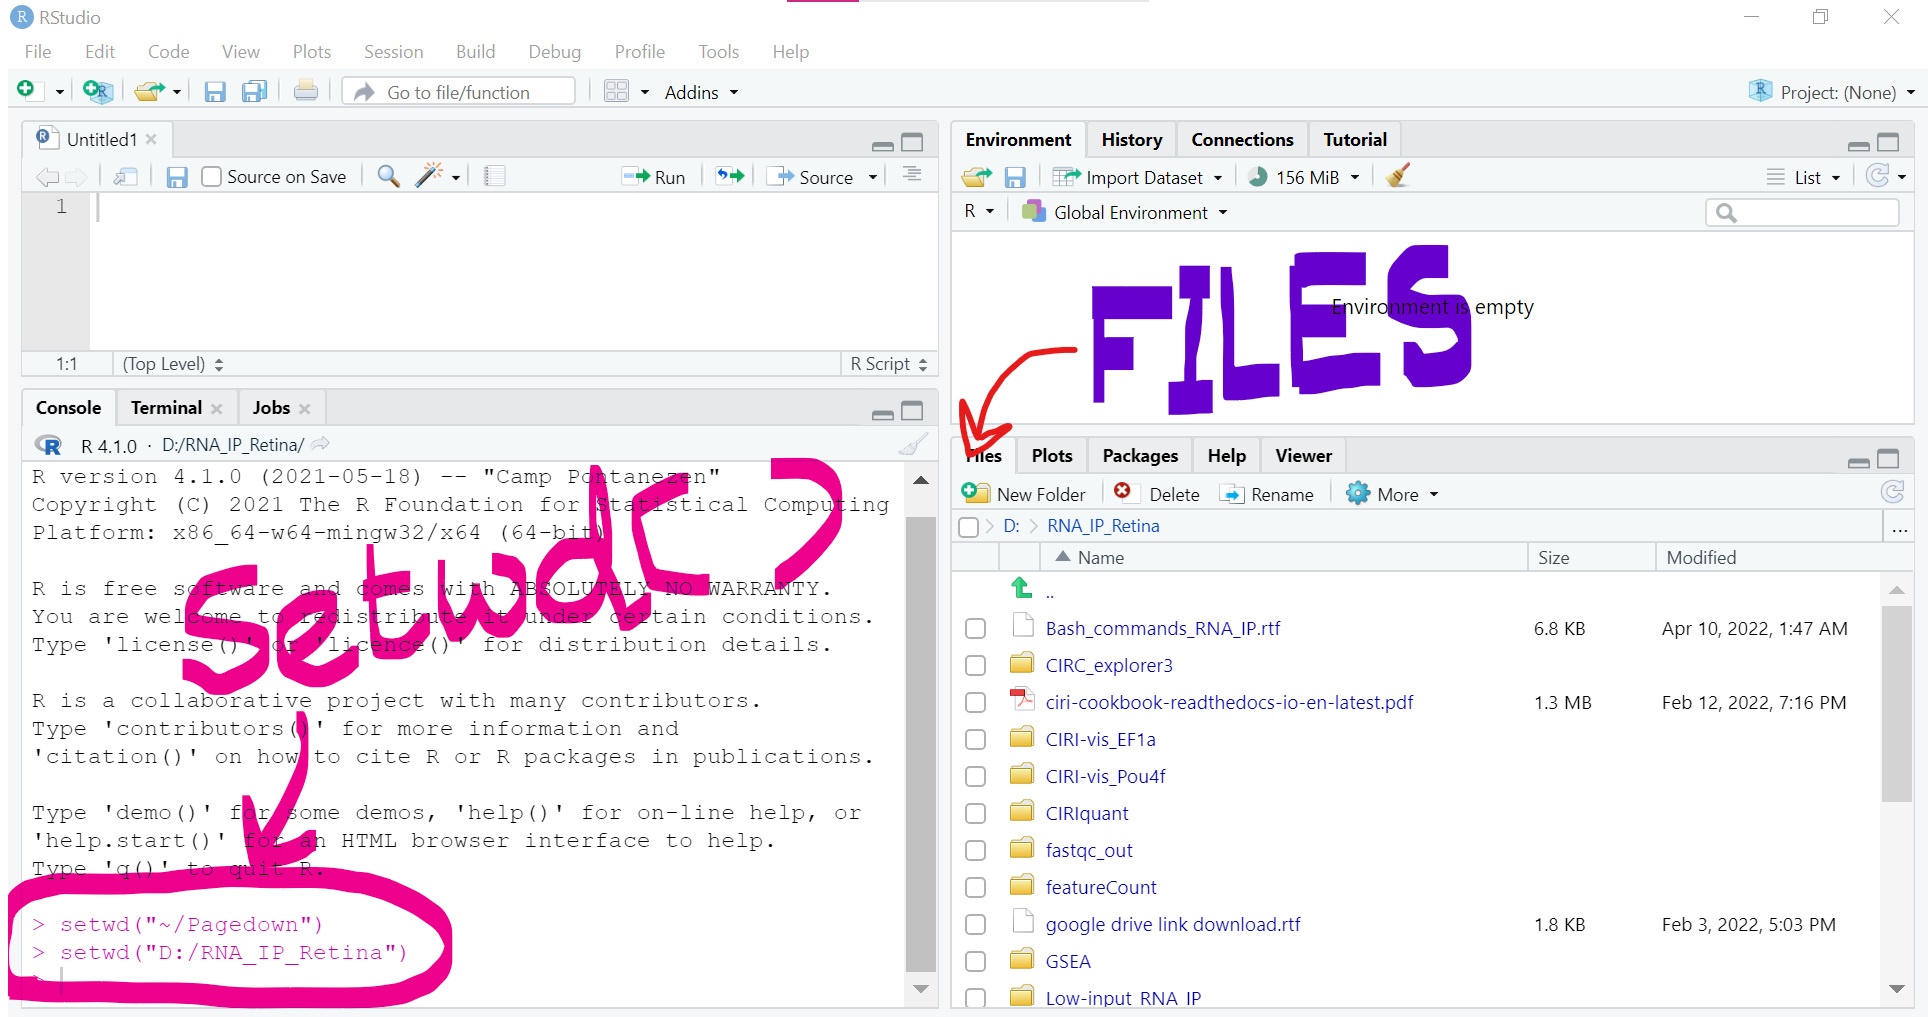 RStudio
File Edit Code View Plots Session Build Debug Profile Tools Help
Go to file/function Addins Project: (None)
Untitled1
Source on Save Run Source
1
1:1 (Top Level) R Script
Console Terminal Jobs
R 4.1.0 · D:/RNA_IP_Retina/
R version 4.1.0 (2021-05-18) -- "Camp Pontanezen"
Copyright (C) 2021 The R Foundation for Statistical Computing
Platform: x86_64-w64-mingw32/x64 (64-bit)
R is free software and comes with ABSOLUTELY NO WARRANTY.
You are welcome to redistribute it under certain conditions.
Type 'license()' or 'licence()' for distribution details.
R is a collaborative project with many contributors.
Type 'contributors()' for more information and
'citation()' on how to cite R or R packages in publications.
Type 'demo()' for some demos, 'help()' for on-line help, or
'help.start()' for an HTML browser interface to help.
Type 'q()' to quit R.
> setwd("~/Pagedown")
> setwd("D:/RNA_IP_Retina")
>
setwd()
Environment History Connections Tutorial
Import Dataset 156 MiB List
R Global Environment
Environment is empty
FILES
Files Plots Packages Help Viewer
New Folder Delete Rename More
D: RNA_IP_Retina ...
Name Size Modified
..
Bash_commands_RNA_IP.rtf 6.8 KB Apr 10, 2022, 1:47 AM
CIRC_explorer3
ciri-cookbook-readthedocs-io-en-latest.pdf 1.3 MB Feb 12, 2022, 7:16 PM
CIRI-vis_EF1a
CIRI-vis_Pou4f
CIRIquant
fastqc_out
featureCount
google drive link download.rtf 1.8 KB Feb 3, 2022, 5:03 PM
GSEA
Low-input_RNA_IP